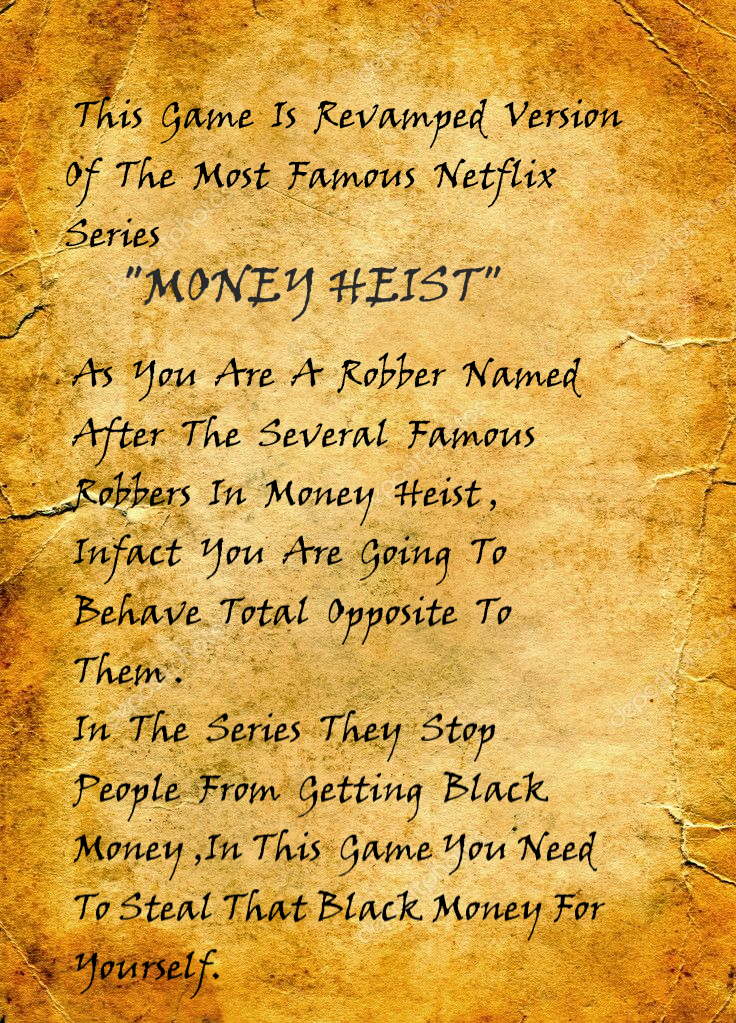 This Game Is Revamped Version
Of The Most Famous Netflix
Series
"MONEY HEIST"
As You Are A Robber Named
After The Several Famous
Robbers In Money Heist,
Infact You Are Going To
Behave Total Opposite To
Them.
In The Series They Stop
People From Getting Black
Money,In This Game You Need
To Steal That Black Money For
Yourself.